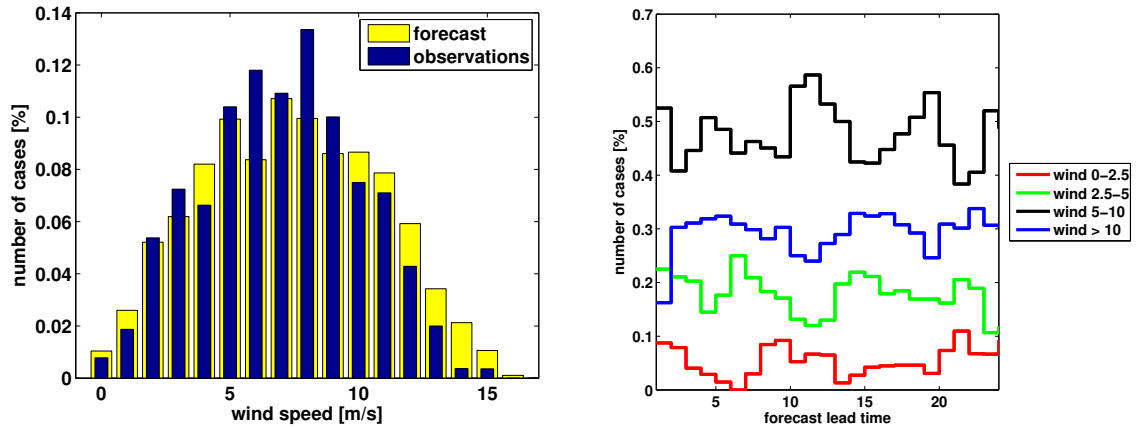 0.14
0.12
0.1
0.08
0.06
0.04
0.02
0
number of cases [%]
forecast
observations
0 5 10 15
wind speed [m/s]
0.7
0.6
0.5
0.4
0.3
0.2
0.1
0
number of cases [%]
5 10 15 20
forecast lead time
wind 0−2.5
wind 2.5−5
wind 5−10
wind > 10